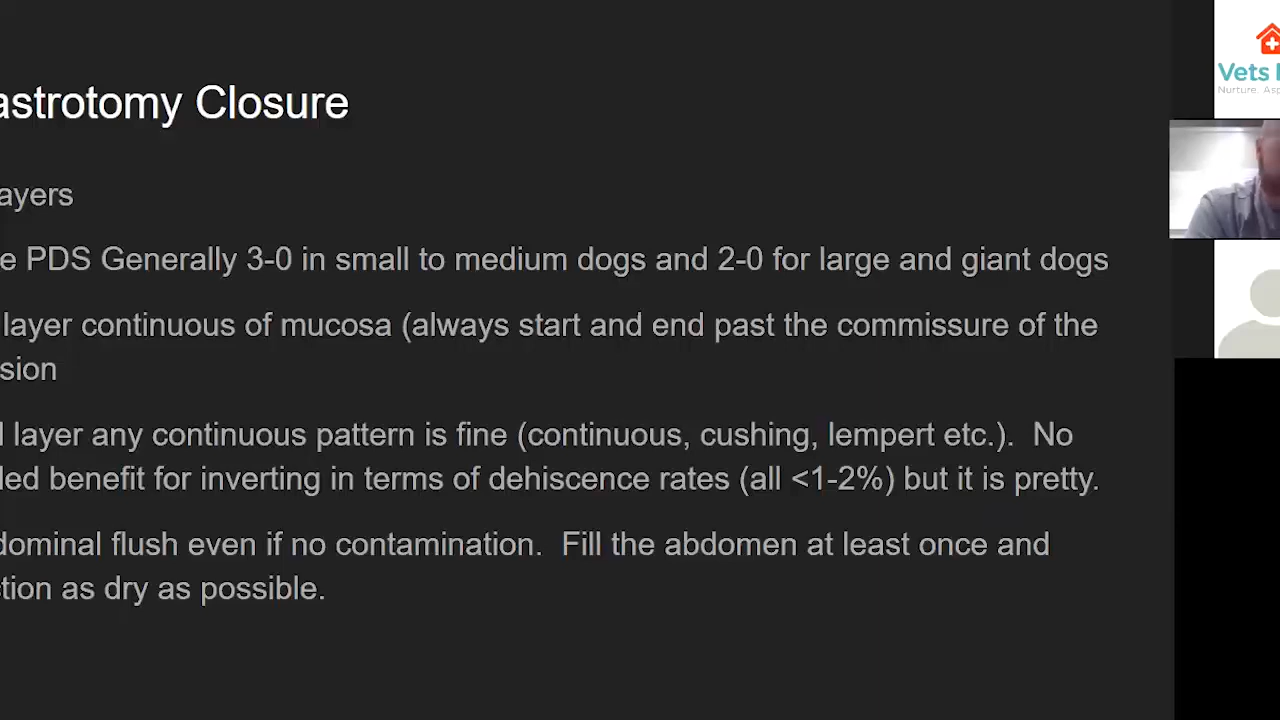 astrotomy Closure
ayers
e PDS Generally 3-0 in small to medium dogs and 2-0 for large and giant dogs
layer continuous of mucosa (always start and end past the commissure of the
sion
layer any continuous pattern is fine (continuous, cushing, lempert etc.).  No
led benefit for inverting in terms of dehiscence rates (all <1-2%) but it is pretty.
dominal flush even if no contamination.  Fill the abdomen at least once and
tion as dry as possible.
Vets
Nurture. Asp